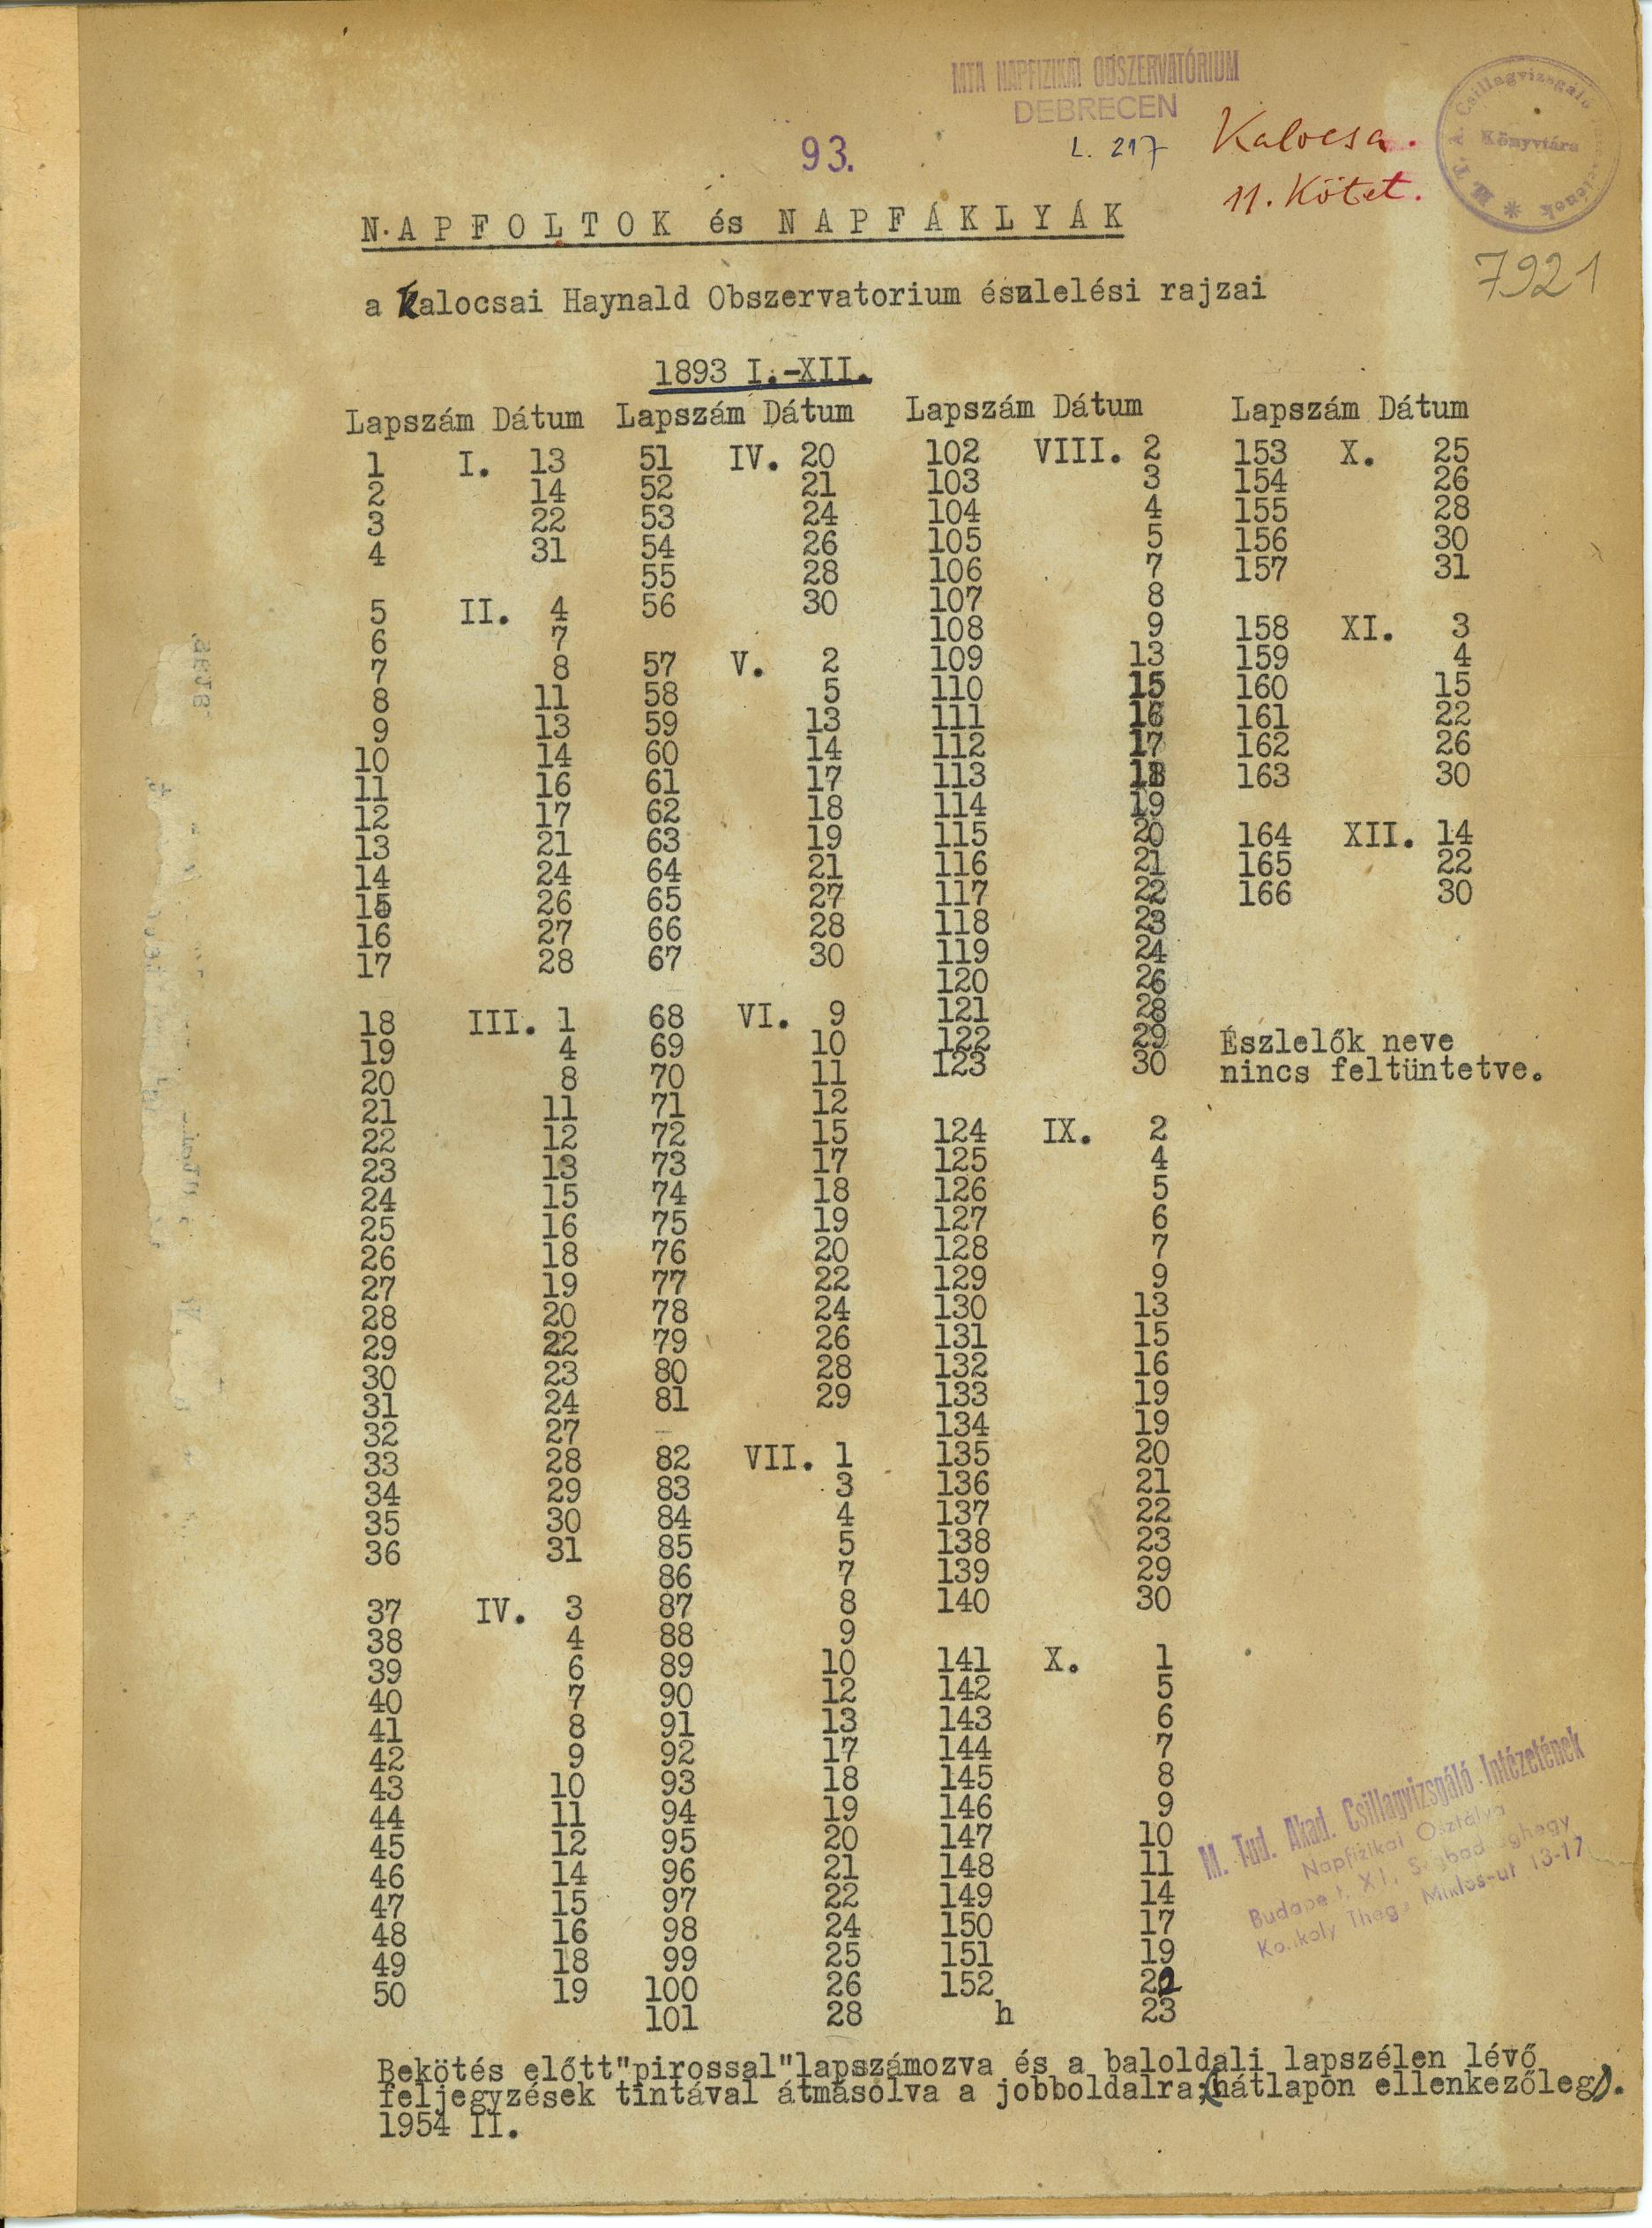 MTA NAPFIZIKAI OBSZERVATÓRIUM
DEBRECEN
L. 217
Kalocsa.
11. Kötet.
M. T. A. Csillagvizsgáló
Könyvtára
7921
93.
NAPFOLTOK és NAPFÁKLYÁK
a Kalocsai Haynald Obszervatorium észlelési rajzai
1893 I.-XII.
Lapszám Dátum Lapszám Dátum Lapszám Dátum Lapszám Dátum
1 I. 13 51 IV. 20 102 VIII. 2 153 X. 25
2 14 52 21 103 3 154 26
3 22 53 24 104 4 155 28
4 31 54 26 105 5 156 30
55 28 106 7 157 31
5 II. 4 56 30 107 8
6 7 108 9 158 XI. 3
7 8 57 V. 2 109 13 159 4
8 11 58 5 110 15 160 15
9 13 59 13 111 16 161 22
10 14 60 14 112 17 162 26
11 16 61 17 113 18 163 30
12 17 62 18 114 19
13 21 63 19 115 20 164 XII. 14
14 24 64 21 116 21 165 22
15 26 65 27 117 22 166 30
16 27 66 28 118 23
17 28 67 30 119 24
120 26
18 III. 1 68 VI. 9 121 28
19 4 69 10 122 29 Észlelők neve
20 8 70 11 123 30 nincs feltüntetve.
21 11 71 12
22 12 72 15 124 IX. 2
23 13 73 17 125 4
24 15 74 18 126 5
25 16 75 19 127 6
26 18 76 20 128 7
27 19 77 22 129 9
28 20 78 24 130 13
29 22 79 26 131 15
30 23 80 28 132 16
31 24 81 29 133 19
32 27 134 19
33 28 82 VII. 1 135 20
34 29 83 3 136 21
35 30 84 4 137 22
36 31 85 5 138 23
86 7 139 29
37 IV. 3 87 8 140 30
38 4 88 9
39 6 89 10 141 X. 1
40 7 90 12 142 5
41 8 91 13 143 6
42 9 92 17 144 7
43 10 93 18 145 8
44 11 94 19 146 9
45 12 95 20 147 10
46 14 96 21 148 11
47 15 97 22 149 14
48 16 98 24 150 17
49 18 99 25 151 19
50 19 100 26 152 22
101 28 h 23
M. Tud. Akad. Csillagvizsgáló Intézetének
Napfizikai Osztálya
Budapest, XI., Szabadsághegy
Konkoly Thege Miklós-ut 13-17
Bekötés előtt"pirossal"lapszámozva és a baloldali lapszélen lévő
feljegyzések tintával átmásolva a jobboldalra;(hátlapon ellenkezőleg).
1954 II.